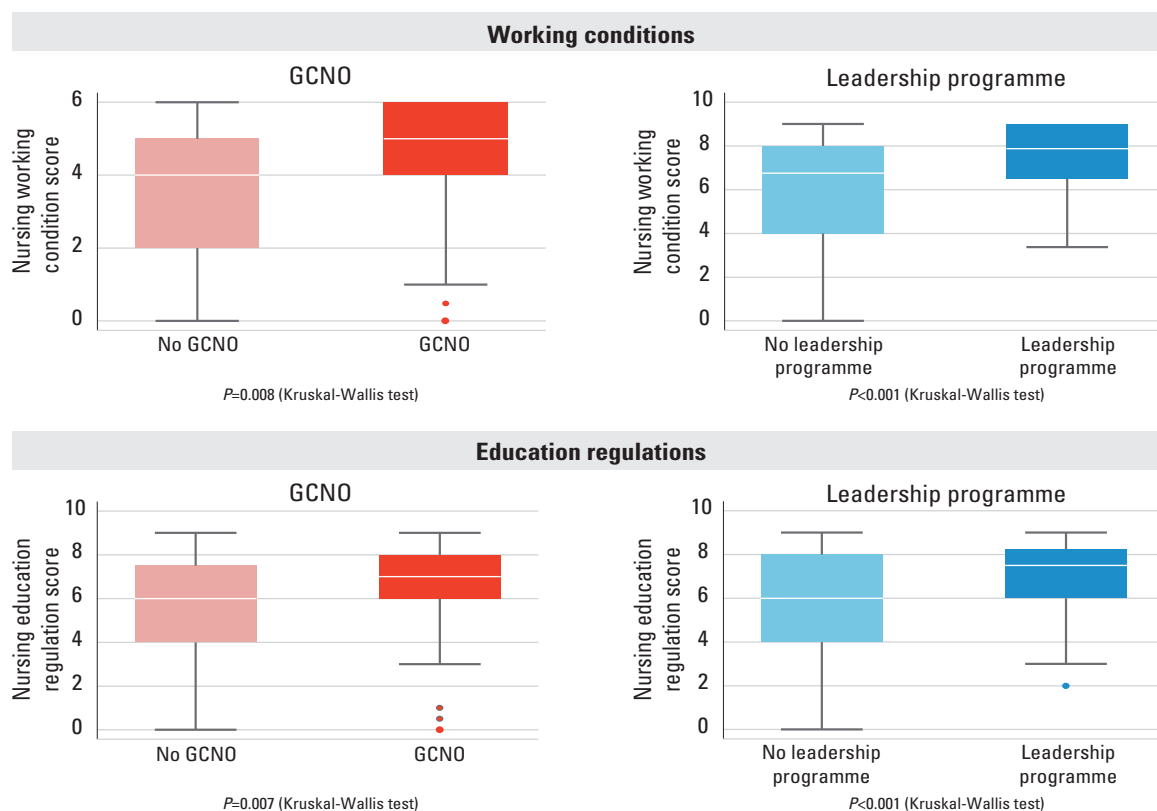 Working conditions
GCNO
Nursing working
condition score
6
4
2
0
No GCNO
GCNO
P=0.008 (Kruskal-Wallis test)
Leadership programme
Nursing working
condition score
10
8
6
4
2
0
No leadership
programme
Leadership
programme
P<0.001 (Kruskal-Wallis test)
Education regulations
GCNO
Nursing education
regulation score
10
8
6
4
2
0
No GCNO
GCNO
P=0.007 (Kruskal-Wallis test)
Leadership programme
Nursing education
regulation score
10
8
6
4
2
0
No leadership
programme
Leadership
programme
P<0.001 (Kruskal-Wallis test)